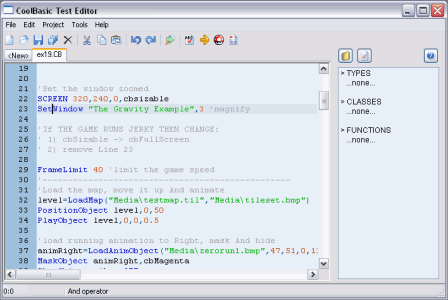 CoolBasic Test Editor
File Edit Project Tools Help
<New> ex19.CB
19
20
21 'Set the window zoomed
22 SCREEN 320,240,0,cbsizable
23 SetWindow "The Gravity Example",3 'magnify
24
25 'If THE GAME RUNS JERKY THEN CHANGE:
26 ' 1) cbSizable -> cbFullScreen
27 ' 2) remove Line 23
28
29 FrameLimit 40 'limit the game speed
30 '-----------------------------------------------
31 'Load the map, move it up And animate
32 level=LoadMap("Media\testmap.til","Media\tileset.bmp")
33 PositionObject level,0,50
34 PlayObject level,0,0,0.5
35
36 'load running animation to Right, mask And hide
37 animRight=LoadAnimObject("Media\zerorun1.bmp",47,51,0,1
38 MaskObject animRight,cbMagenta
> TYPES
...none...
> CLASSES
...none...
> FUNCTIONS
...none...
0:0 And operator